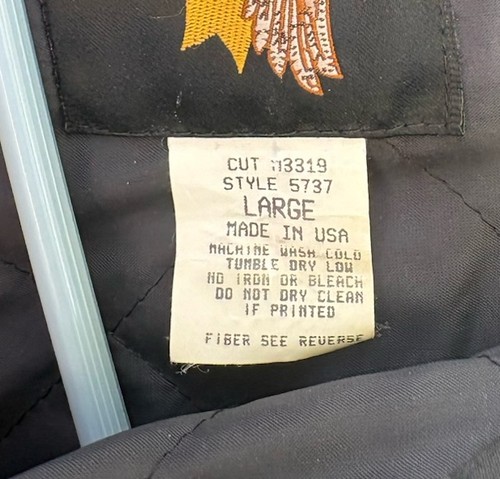 CUT M3319
STYLE 5737
LARGE
MADE IN USA
MACHINE WASH COLD
TUMBLE DRY LOW
NO IRON OR BLEACH
DO NOT DRY CLEAN
IF PRINTED
FIBER SEE REVERSE